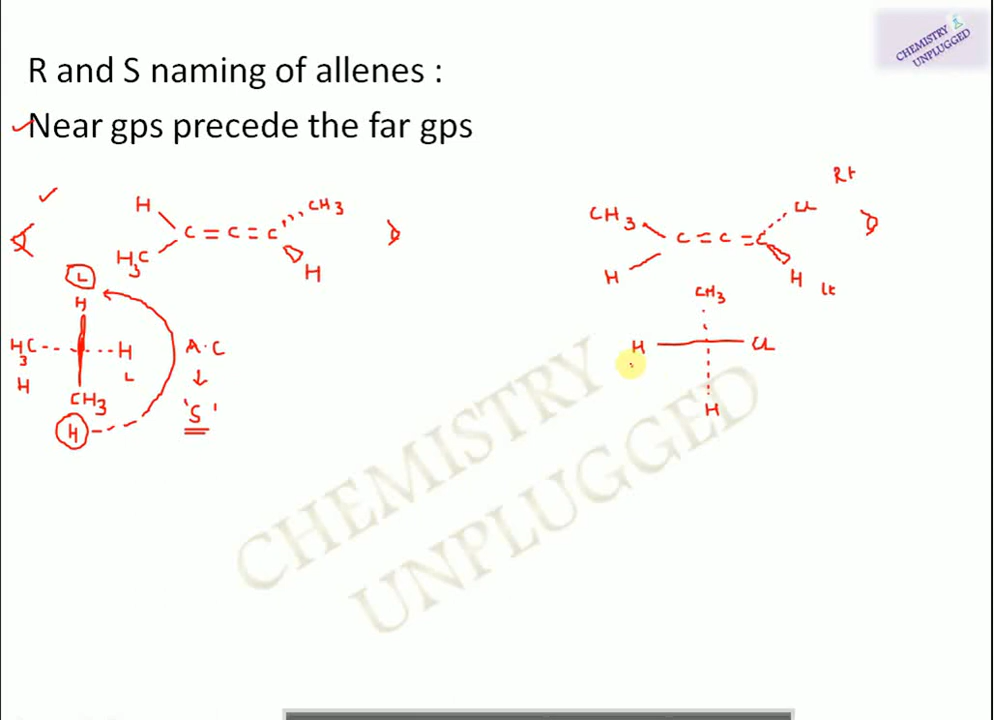 CHEMISTRY
UNPLUGGED
R and S naming of allenes :
Near gps precede the far gps
H
C = C = C
CH3
H3C
H
L
H
H3C
H
H
L
CH3
H
A.C
↓
'S'
CH3
C = C = C
Cl
Rt
H
H
lt
CH3
H
Cl
H
CHEMISTRY
UNPLUGGED